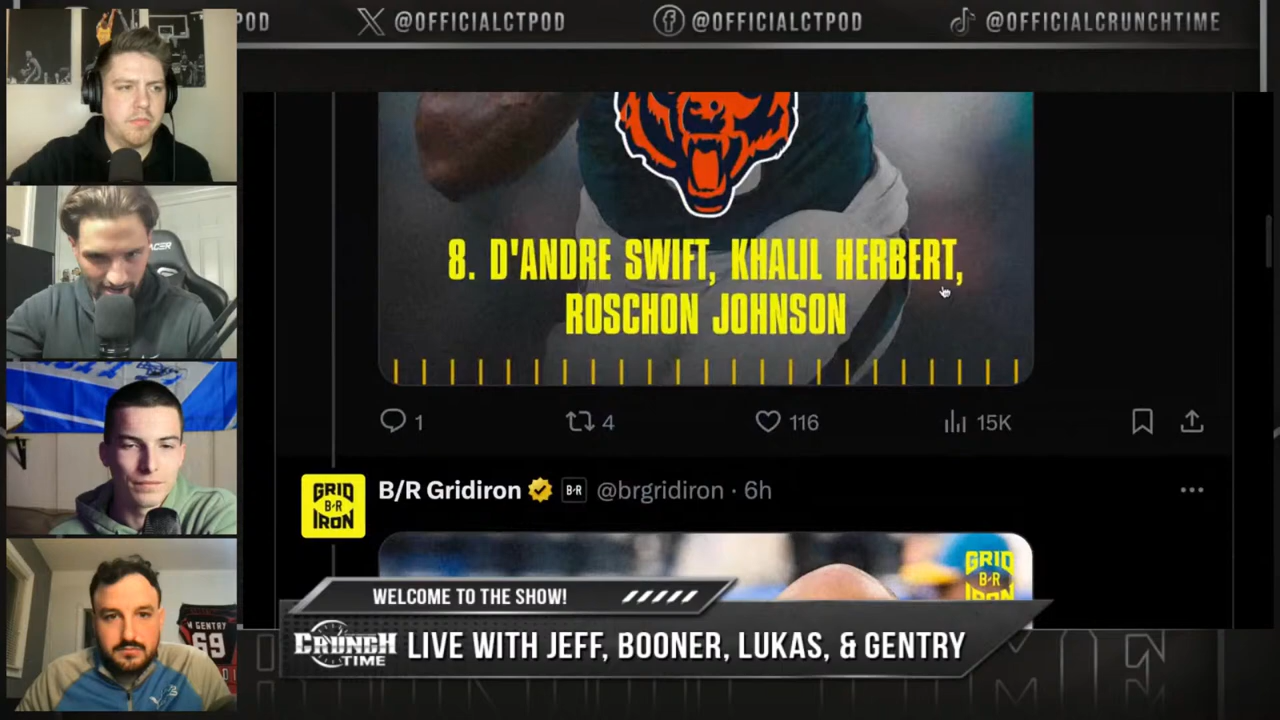 POD
@OFFICIALCTPOD
@OFFICIALCTPOD
@OFFICIALCRUNCHTIME
8. D'ANDRE SWIFT, KHALIL HERBERT,
ROSCHON JOHNSON
1
4
116
15K
GRID
B·R
IRON
B/R Gridiron B·R @brgridiron · 6h
GRID
B·R
IRON
ACER
GENTRY
69
WELCOME TO THE SHOW!
CRUNCH
TIME
LIVE WITH JEFF, BOONER, LUKAS, & GENTRY